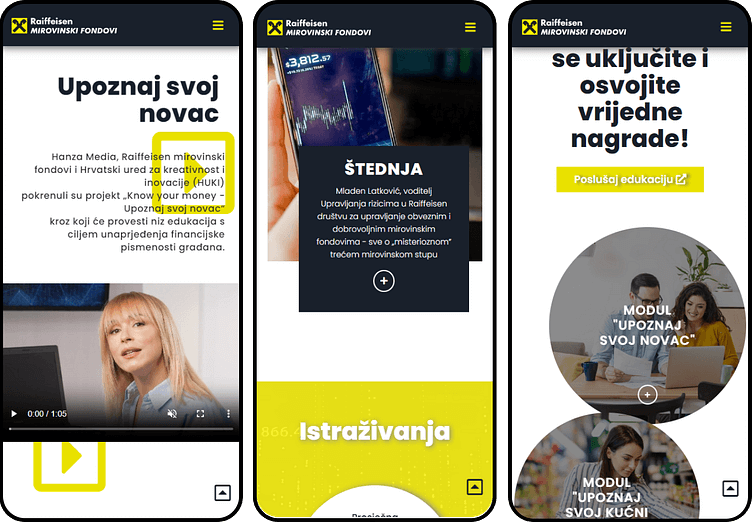 Raiffeisen
MIROVINSKI FONDOVI
Upoznaj svoj
novac
Hanza Media, Raiffeisen mirovinski
fondovi i Hrvatski ured za kreativnost i
inovacije (HUKI)
pokrenuli su projekt „Know your money -
Upoznaj svoj novac“
kroz koji će provesti niz edukacija s
ciljem unaprjeđenja financijske
pismenosti građana.
0:00 / 1:05
Raiffeisen
MIROVINSKI FONDOVI
$3,812.57
ŠTEDNJA
Mladen Latković, voditelj
Upravljanja rizicima u Raiffeisen
društvu za upravljanje obveznim i
dobrovoljnim mirovinskim
fondovima - sve o „misterioznom“
trećem mirovinskom stupu
Istraživanja
Prosječna
Raiffeisen
MIROVINSKI FONDOVI
se uključite i
osvojite
vrijedne
nagrade!
Poslušaj edukaciju
MODUL
"UPOZNAJ
SVOJ NOVAC"
MODUL
"UPOZNAJ
SVOJ KUĆNI